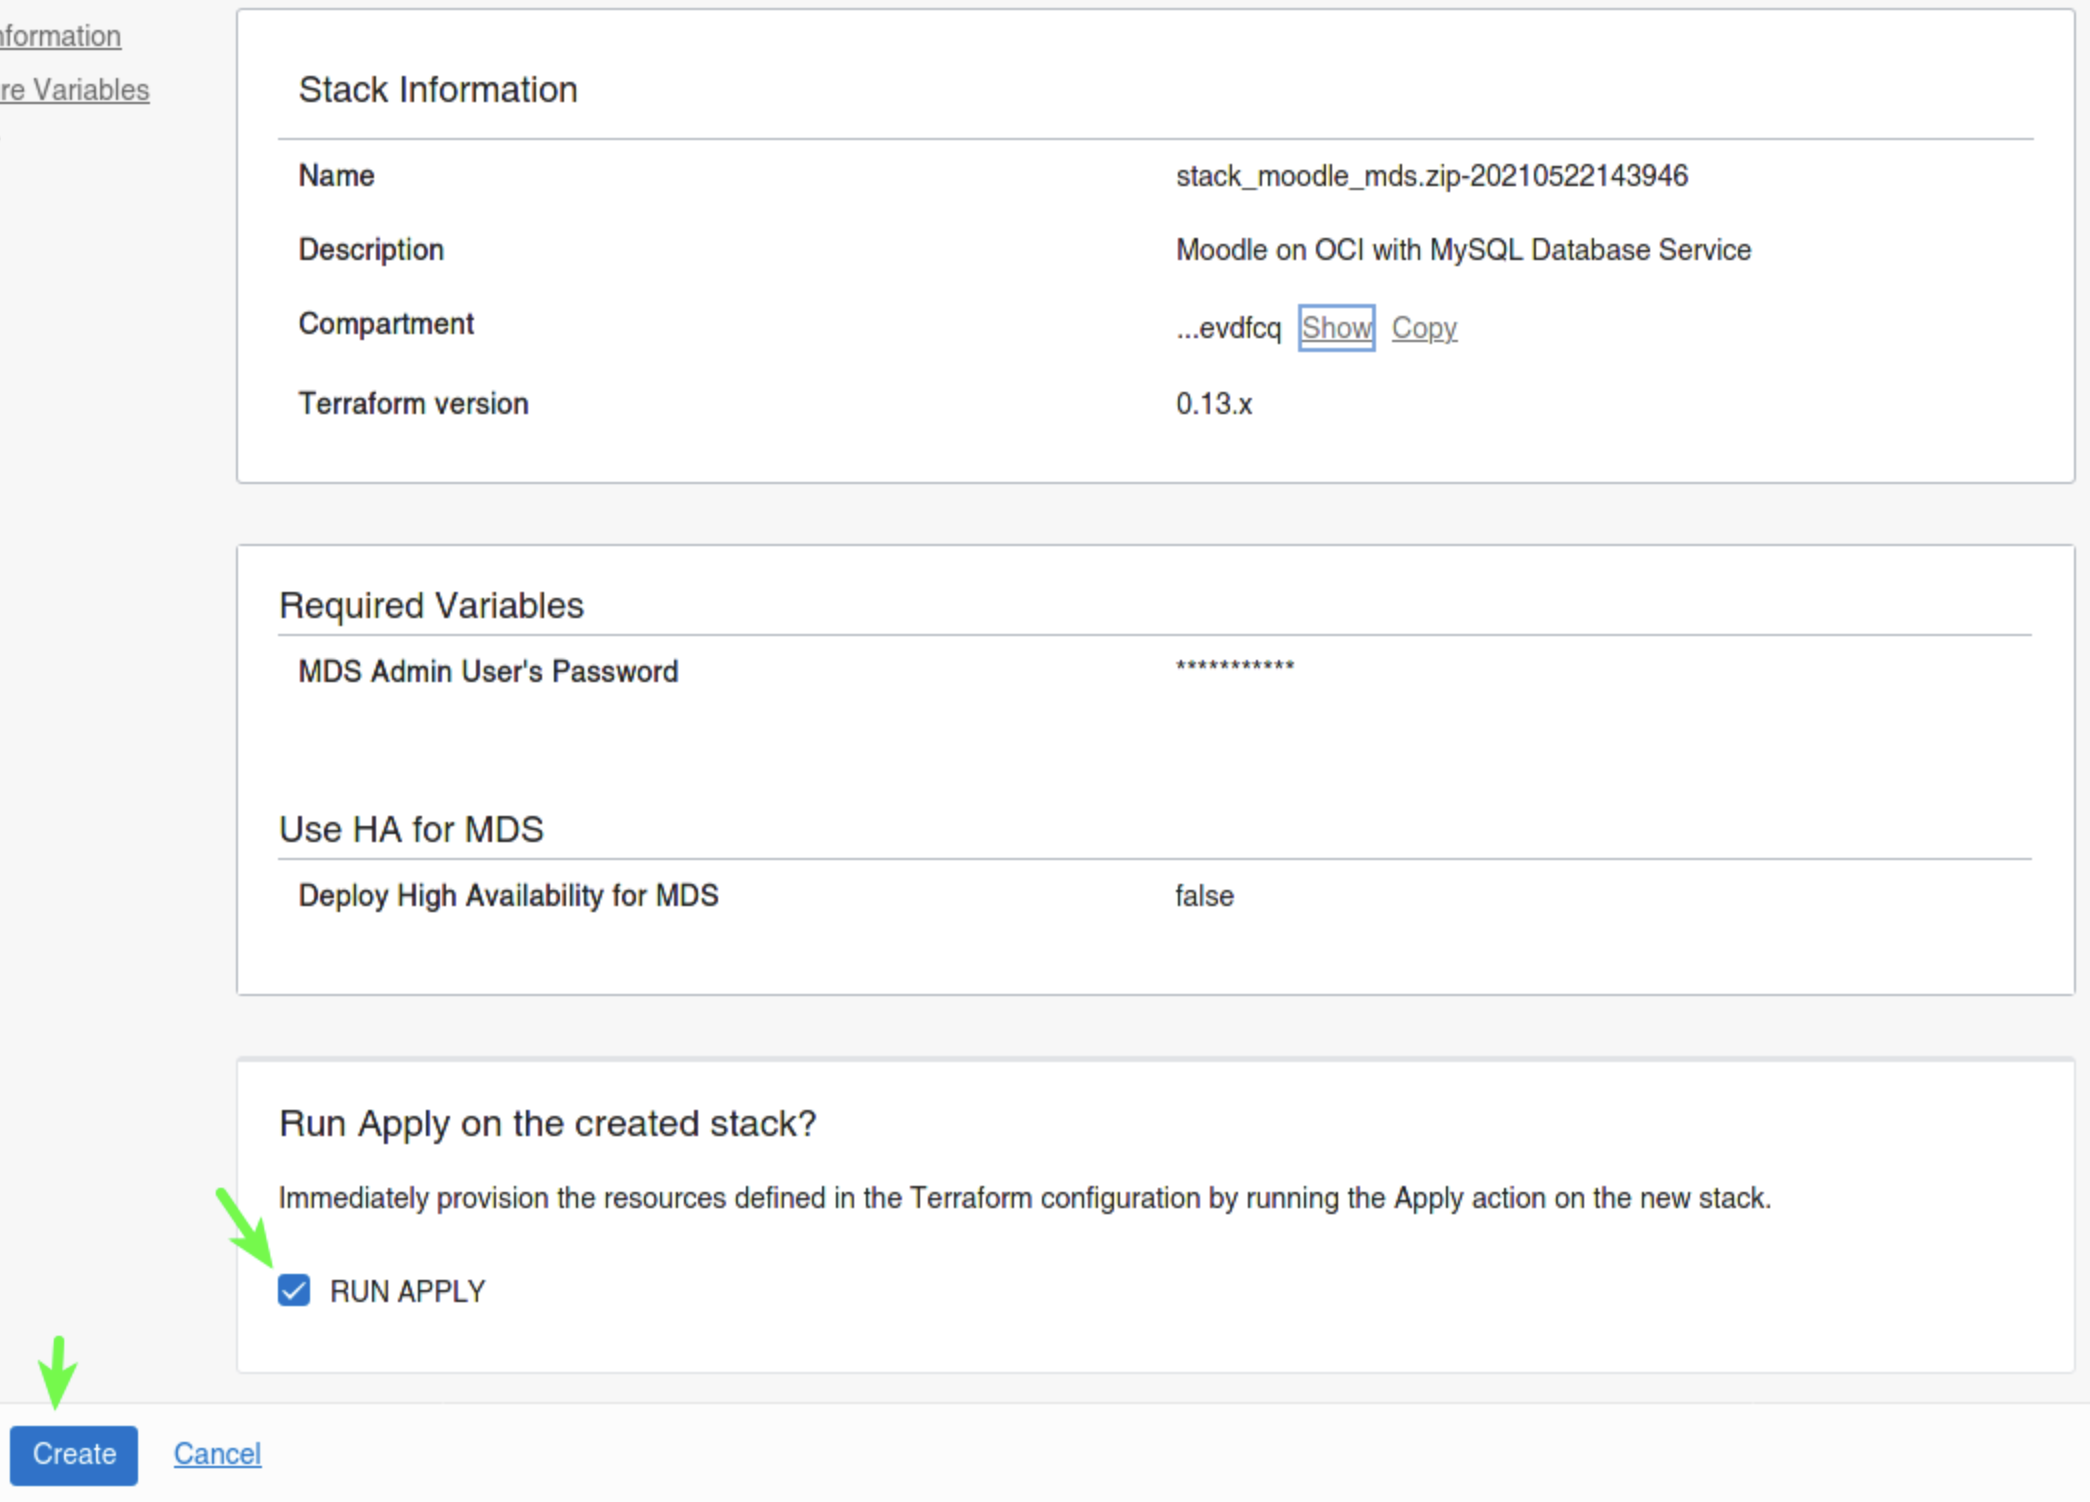 nformation
re Variables
Stack Information
Name stack_moodle_mds.zip-20210522143946
Description Moodle on OCI with MySQL Database Service
Compartment ...evdfcq Show Copy
Terraform version 0.13.x
Required Variables
MDS Admin User's Password ***********
Use HA for MDS
Deploy High Availability for MDS false
Run Apply on the created stack?
Immediately provision the resources defined in the Terraform configuration by running the Apply action on the new stack.
RUN APPLY
Create Cancel